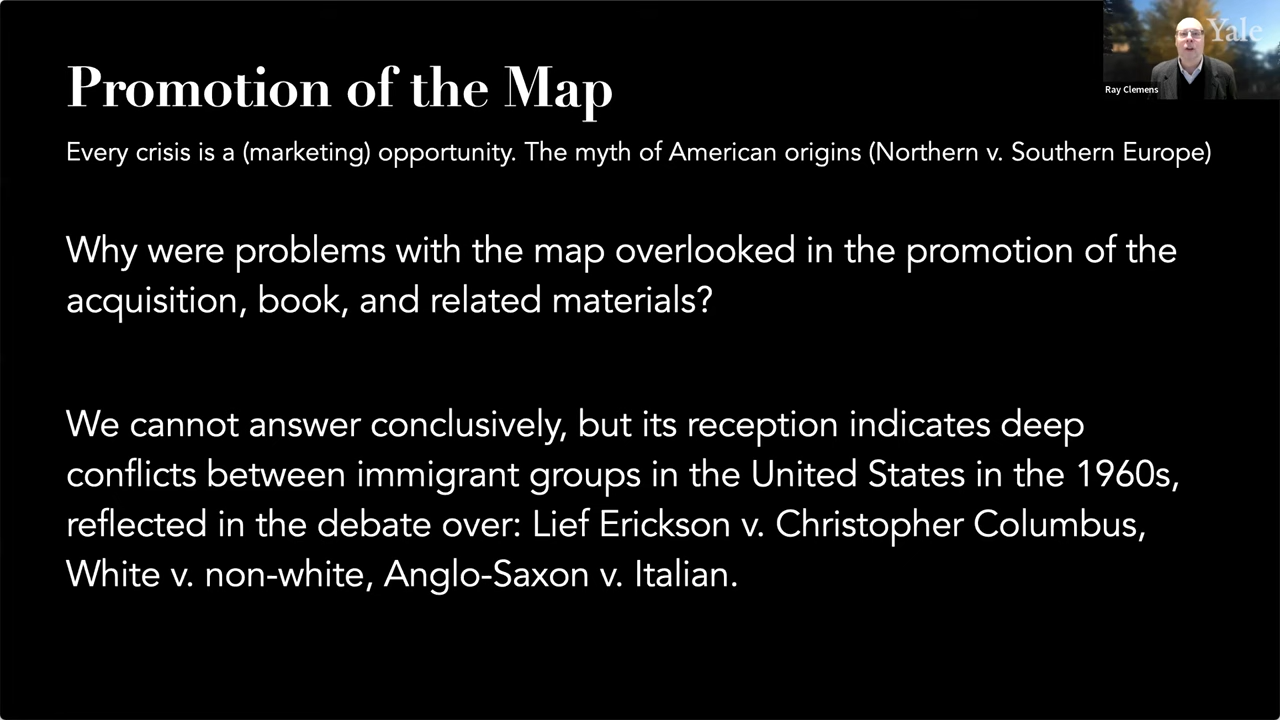 Promotion of the Map
Yale
Ray Clemens
Every crisis is a (marketing) opportunity. The myth of American origins (Northern v. Southern Europe)
Why were problems with the map overlooked in the promotion of the
acquisition, book, and related materials?
We cannot answer conclusively, but its reception indicates deep
conflicts between immigrant groups in the United States in the 1960s,
reflected in the debate over: Lief Erickson v. Christopher Columbus,
White v. non-white, Anglo-Saxon v. Italian.